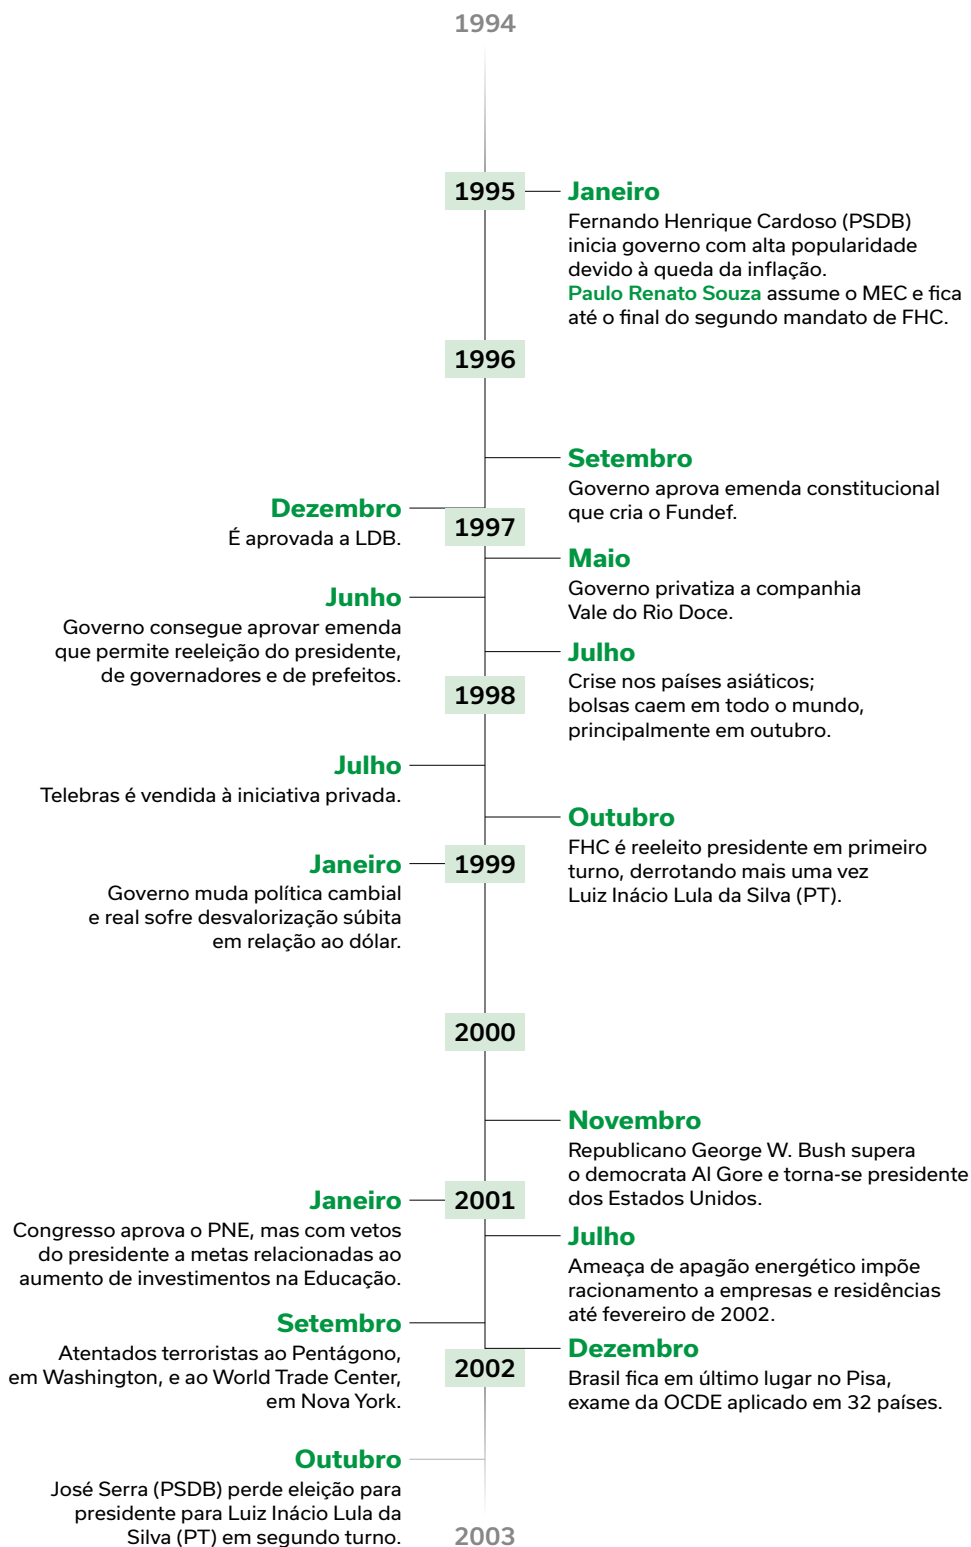 1994
1995
Janeiro
Fernando Henrique Cardoso (PSDB)
inicia governo com alta popularidade
devido à queda da inflação.
Paulo Renato Souza assume o MEC e fica
até o final do segundo mandato de FHC.
1996
Setembro
Governo aprova emenda constitucional
que cria o Fundef.
Dezembro
É aprovada a LDB.
1997
Maio
Governo privatiza a companhia
Vale do Rio Doce.
Junho
Governo consegue aprovar emenda
que permite reeleição do presidente,
de governadores e de prefeitos.
Julho
Crise nos países asiáticos;
bolsas caem em todo o mundo,
principalmente em outubro.
1998
Julho
Telebras é vendida à iniciativa privada.
Outubro
FHC é reeleito presidente em primeiro
turno, derrotando mais uma vez
Luiz Inácio Lula da Silva (PT).
Janeiro
1999
Governo muda política cambial
e real sofre desvalorização súbita
em relação ao dólar.
2000
Novembro
Republicano George W. Bush supera
o democrata Al Gore e torna-se presidente
dos Estados Unidos.
Janeiro
2001
Congresso aprova o PNE, mas com vetos
do presidente a metas relacionadas ao
aumento de investimentos na Educação.
Julho
Ameaça de apagão energético impõe
racionamento a empresas e residências
até fevereiro de 2002.
Setembro
Atentados terroristas ao Pentágono,
em Washington, e ao World Trade Center,
em Nova York.
Dezembro
Brasil fica em último lugar no Pisa,
exame da OCDE aplicado em 32 países.
2002
Outubro
José Serra (PSDB) perde eleição para
presidente para Luiz Inácio Lula da
Silva (PT) em segundo turno.
2003